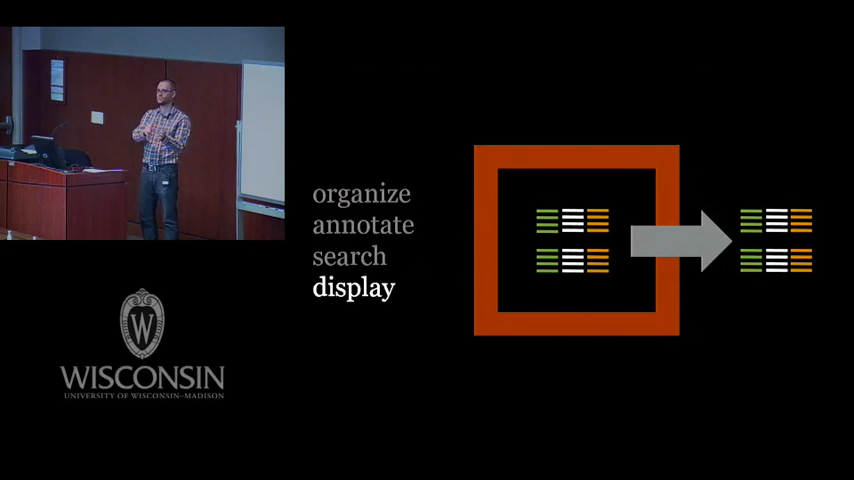 organize
annotate
search
display
W
WISCONSIN
UNIVERSITY OF WISCONSIN–MADISON